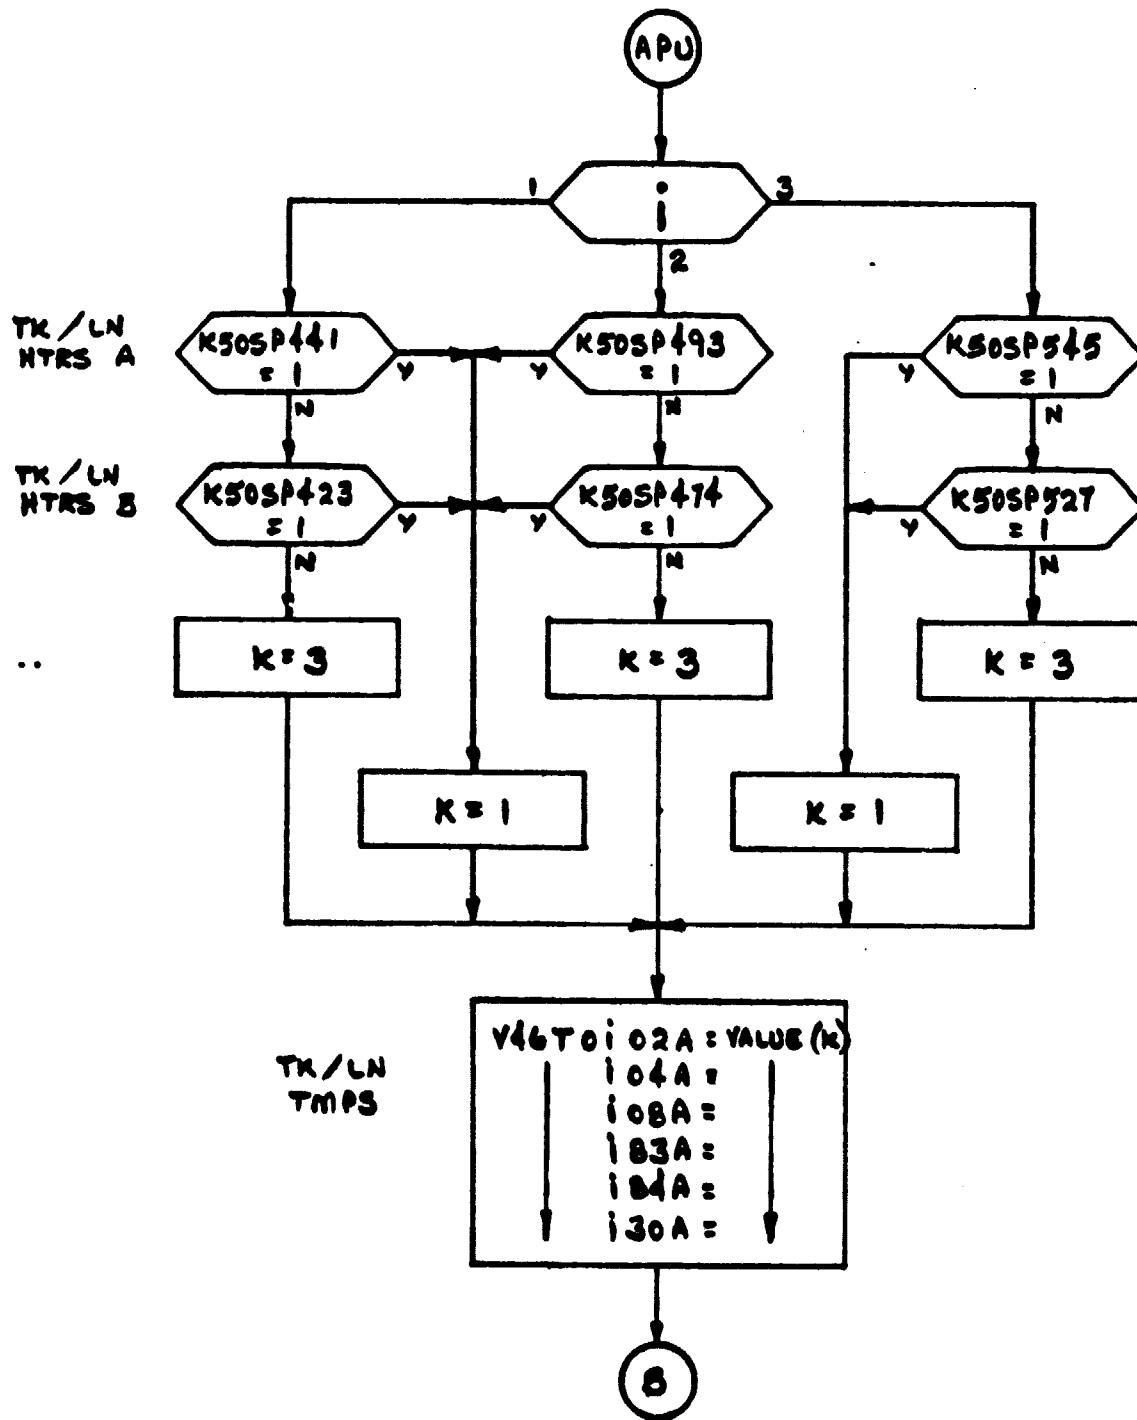 APU
i
1
3
2
TK/LN
HTRS A
K50SP441
= 1
K50SP493
= 1
K50SP545
= 1
Y
Y
Y
N
N
N
TK/LN
HTRS B
K50SP423
= 1
K50SP474
= 1
K50SP527
= 1
Y
Y
Y
N
N
N
..
K = 3
K = 3
K = 3
K = 1
K = 1
TK/LN
TMPS
V46T0i02A = VALUE(K)
i04A =
i08A =
i83A =
i84A =
i30A =
B